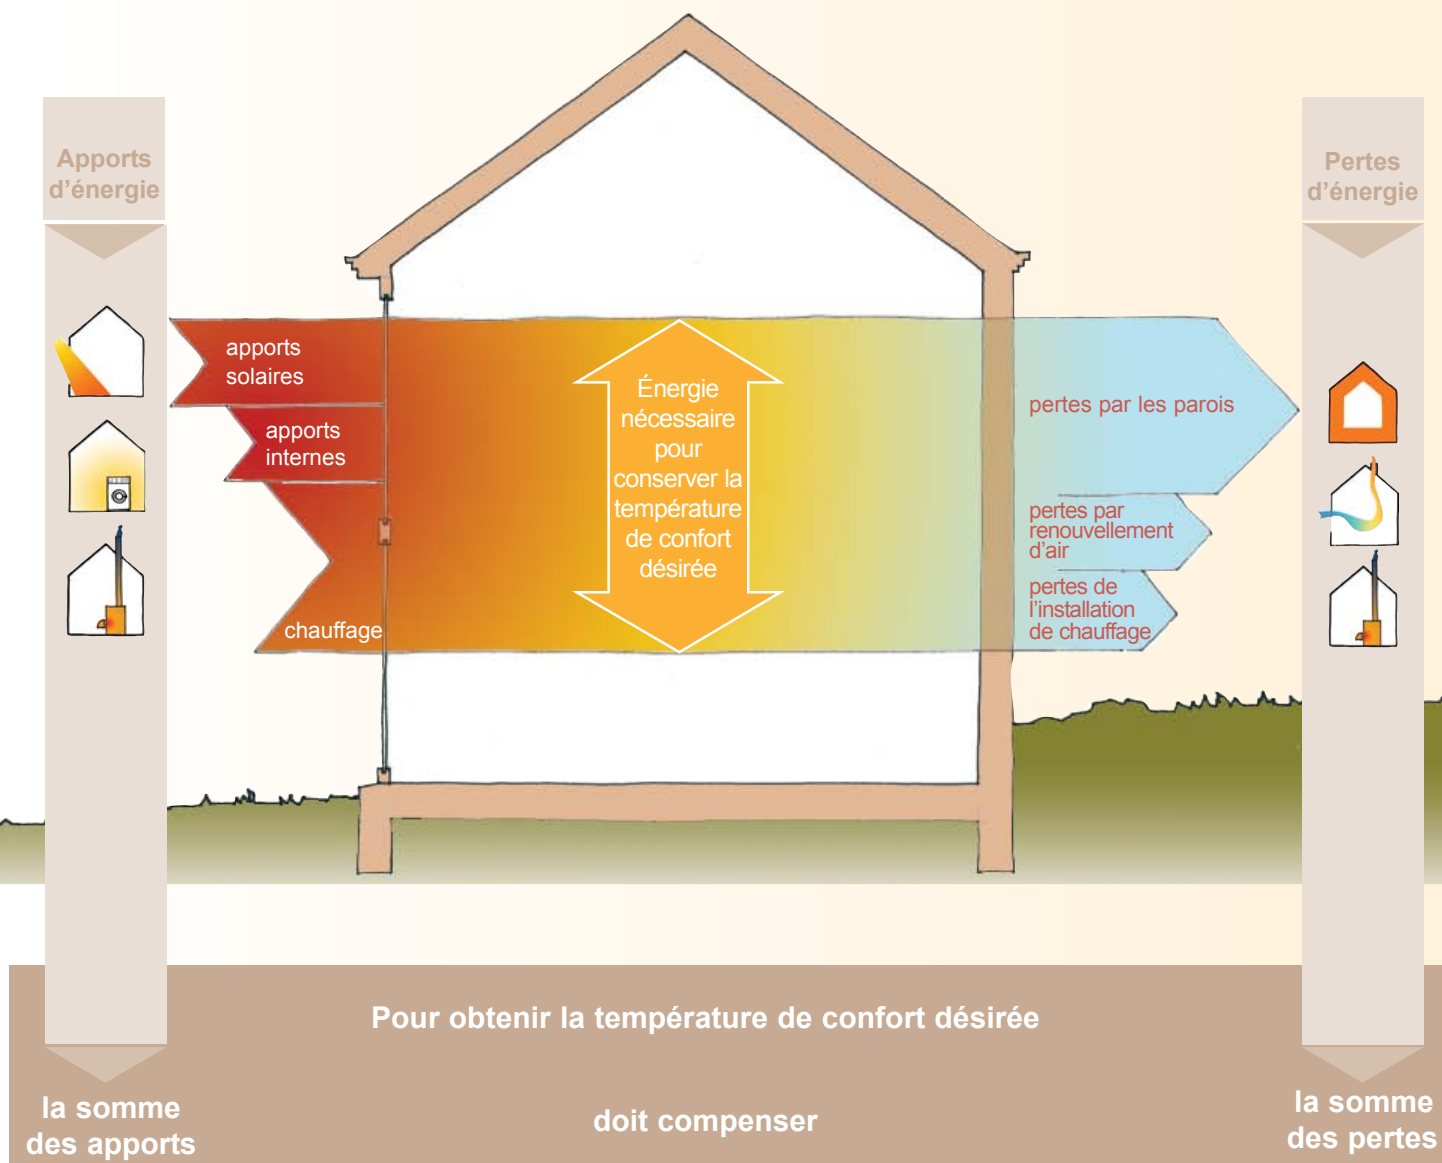 Apports
d’énergie
Pertes
d’énergie
apports
solaires
apports
internes
chauffage
Énergie
nécessaire
pour
conserver la
température
de confort
désirée
pertes par les parois
pertes par
renouvellement
d’air
pertes de
l’installation
de chauffage
Pour obtenir la température de confort désirée
la somme
des apports
doit compenser
la somme
des pertes